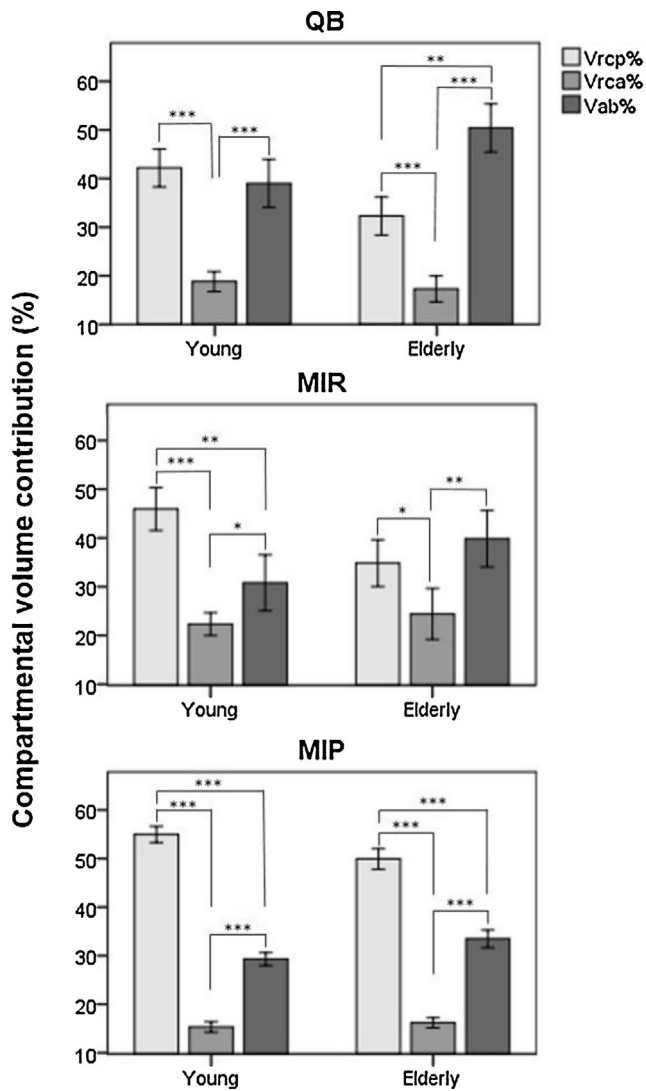 QB
Vrcp%
Vrca%
Vab%
60
50
40
30
20
10
***
***
***
***
**
Young
Elderly
MIR
60
50
40
30
20
10
**
***
*
*
**
Young
Elderly
MIP
60
50
40
30
20
10
***
***
***
***
***
***
Young
Elderly
Compartmental volume contribution (%)